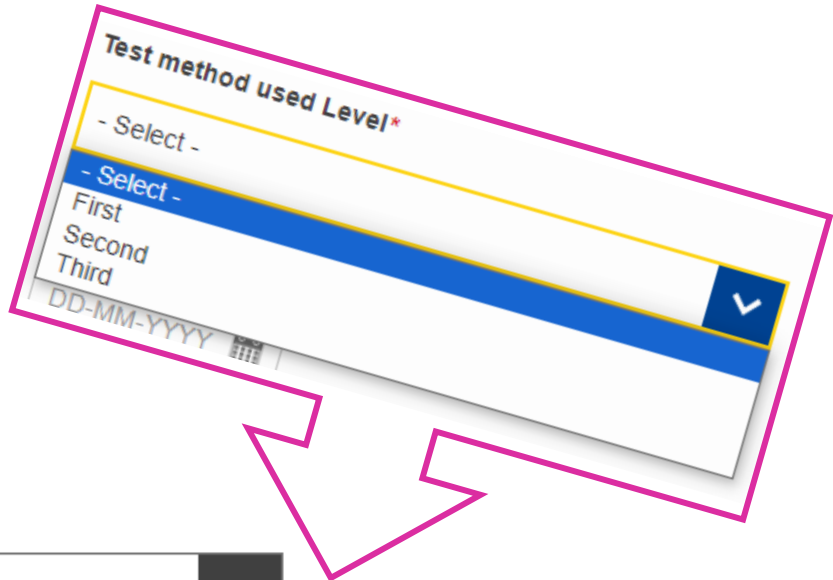 Test method used Level*
- Select -
- Select -
First
Second
Third
DD-MM-YYYY